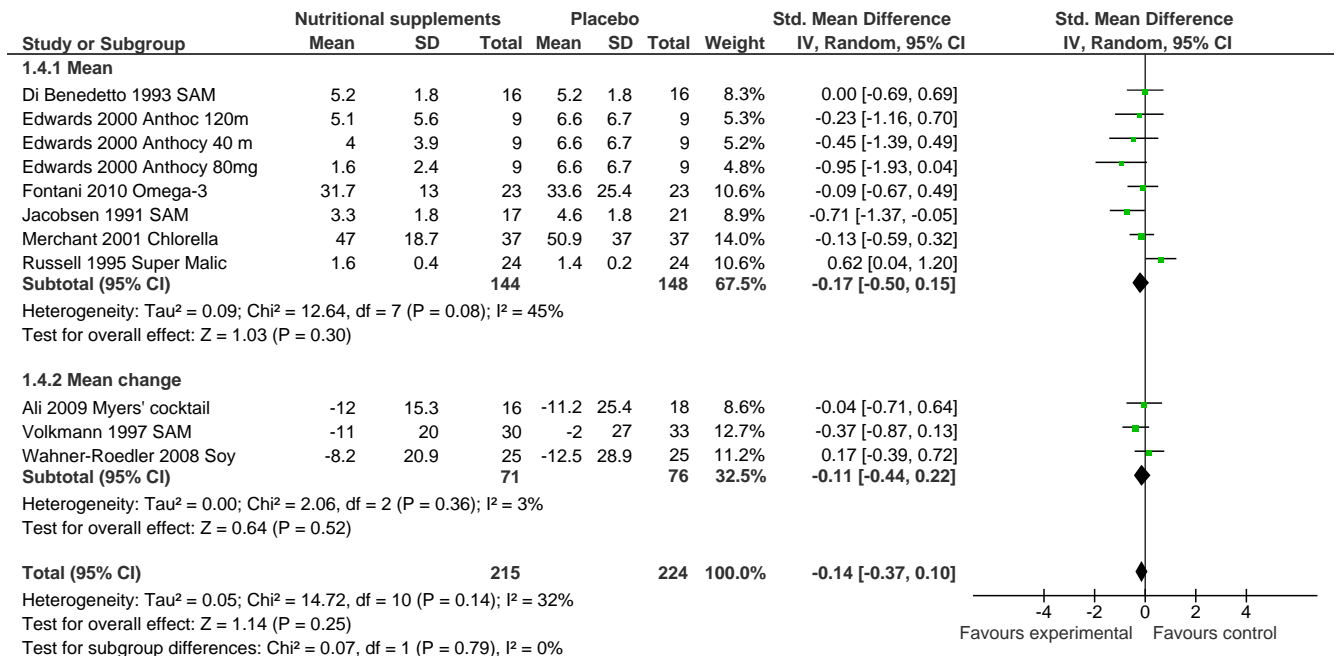 Nutritional supplements Placebo Std. Mean Difference Std. Mean Difference
Study or Subgroup Mean SD Total Mean SD Total Weight IV, Random, 95% CI IV, Random, 95% CI
1.4.1 Mean
Di Benedetto 1993 SAM 5.2 1.8 16 5.2 1.8 16 8.3% 0.00 [-0.69, 0.69]
Edwards 2000 Anthoc 120m 5.1 5.6 9 6.6 6.7 9 5.3% -0.23 [-1.16, 0.70]
Edwards 2000 Anthocy 40 m 4 3.9 9 6.6 6.7 9 5.2% -0.45 [-1.39, 0.49]
Edwards 2000 Anthocy 80mg 1.6 2.4 9 6.6 6.7 9 4.8% -0.95 [-1.93, 0.04]
Fontani 2010 Omega-3 31.7 13 23 33.6 25.4 23 10.6% -0.09 [-0.67, 0.49]
Jacobsen 1991 SAM 3.3 1.8 17 4.6 1.8 21 8.9% -0.71 [-1.37, -0.05]
Merchant 2001 Chlorella 47 18.7 37 50.9 37 37 14.0% -0.13 [-0.59, 0.32]
Russell 1995 Super Malic 1.6 0.4 24 1.4 0.2 24 10.6% 0.62 [0.04, 1.20]
Subtotal (95% CI) 144 148 67.5% -0.17 [-0.50, 0.15]
Heterogeneity: Tau² = 0.09; Chi² = 12.64, df = 7 (P = 0.08); I² = 45%
Test for overall effect: Z = 1.03 (P = 0.30)
1.4.2 Mean change
Ali 2009 Myers' cocktail -12 15.3 16 -11.2 25.4 18 8.6% -0.04 [-0.71, 0.64]
Volkmann 1997 SAM -11 20 30 -2 27 33 12.7% -0.37 [-0.87, 0.13]
Wahner-Roedler 2008 Soy -8.2 20.9 25 -12.5 28.9 25 11.2% 0.17 [-0.39, 0.72]
Subtotal (95% CI) 71 76 32.5% -0.11 [-0.44, 0.22]
Heterogeneity: Tau² = 0.00; Chi² = 2.06, df = 2 (P = 0.36); I² = 3%
Test for overall effect: Z = 0.64 (P = 0.52)
Total (95% CI) 215 224 100.0% -0.14 [-0.37, 0.10]
Heterogeneity: Tau² = 0.05; Chi² = 14.72, df = 10 (P = 0.14); I² = 32%
Test for overall effect: Z = 1.14 (P = 0.25)
Test for subgroup differences: Chi² = 0.07, df = 1 (P = 0.79), I² = 0%
-4 -2 0 2 4
Favours experimental Favours control